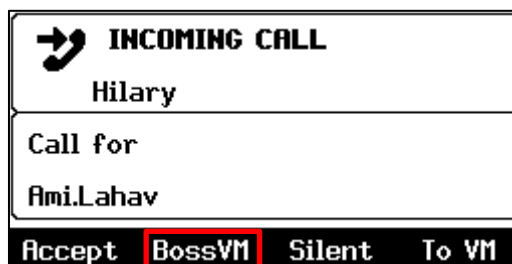 INCOMING CALL
Hilary
Call for
Ami.Lahav
Accept BossVM Silent To VM